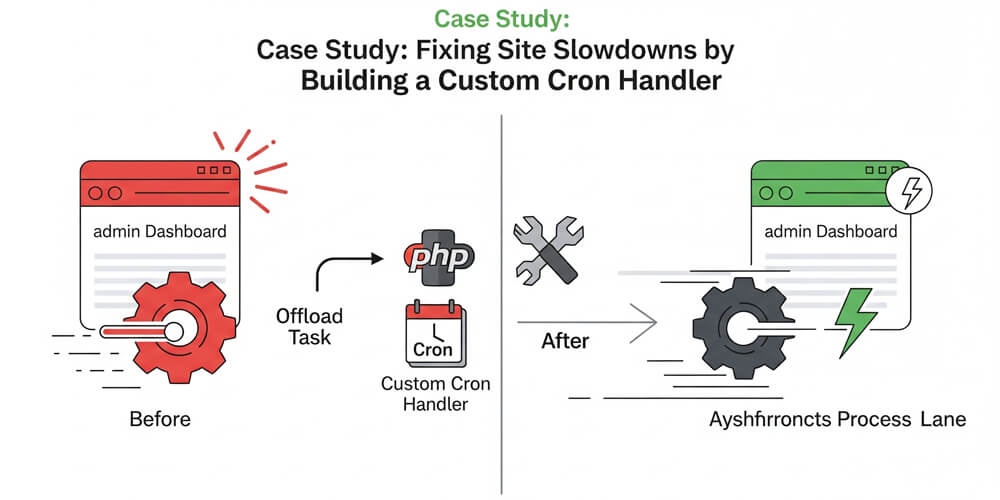 Case Study:
Case Study: Fixing Site Slowdowns by
Building a Custom Cron Handler
admin Dashboard
Before
Offload
Task
php
Cron
Custom Cron
Handler
After
admin Dashboard
Ayshfırroncts Process Lane